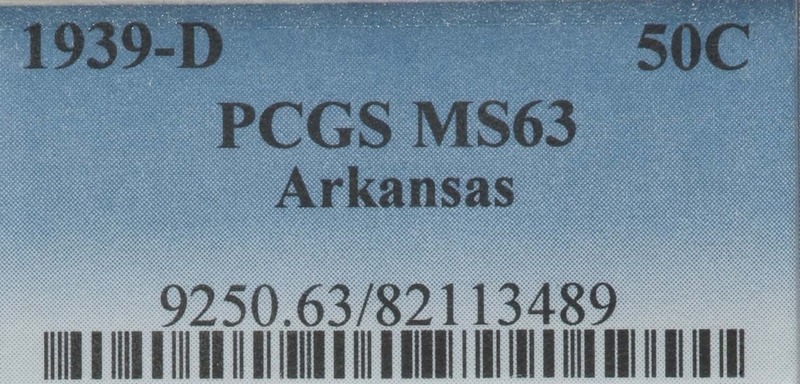 1939-D 50C
PCGS MS63
Arkansas
9250.63/82113489